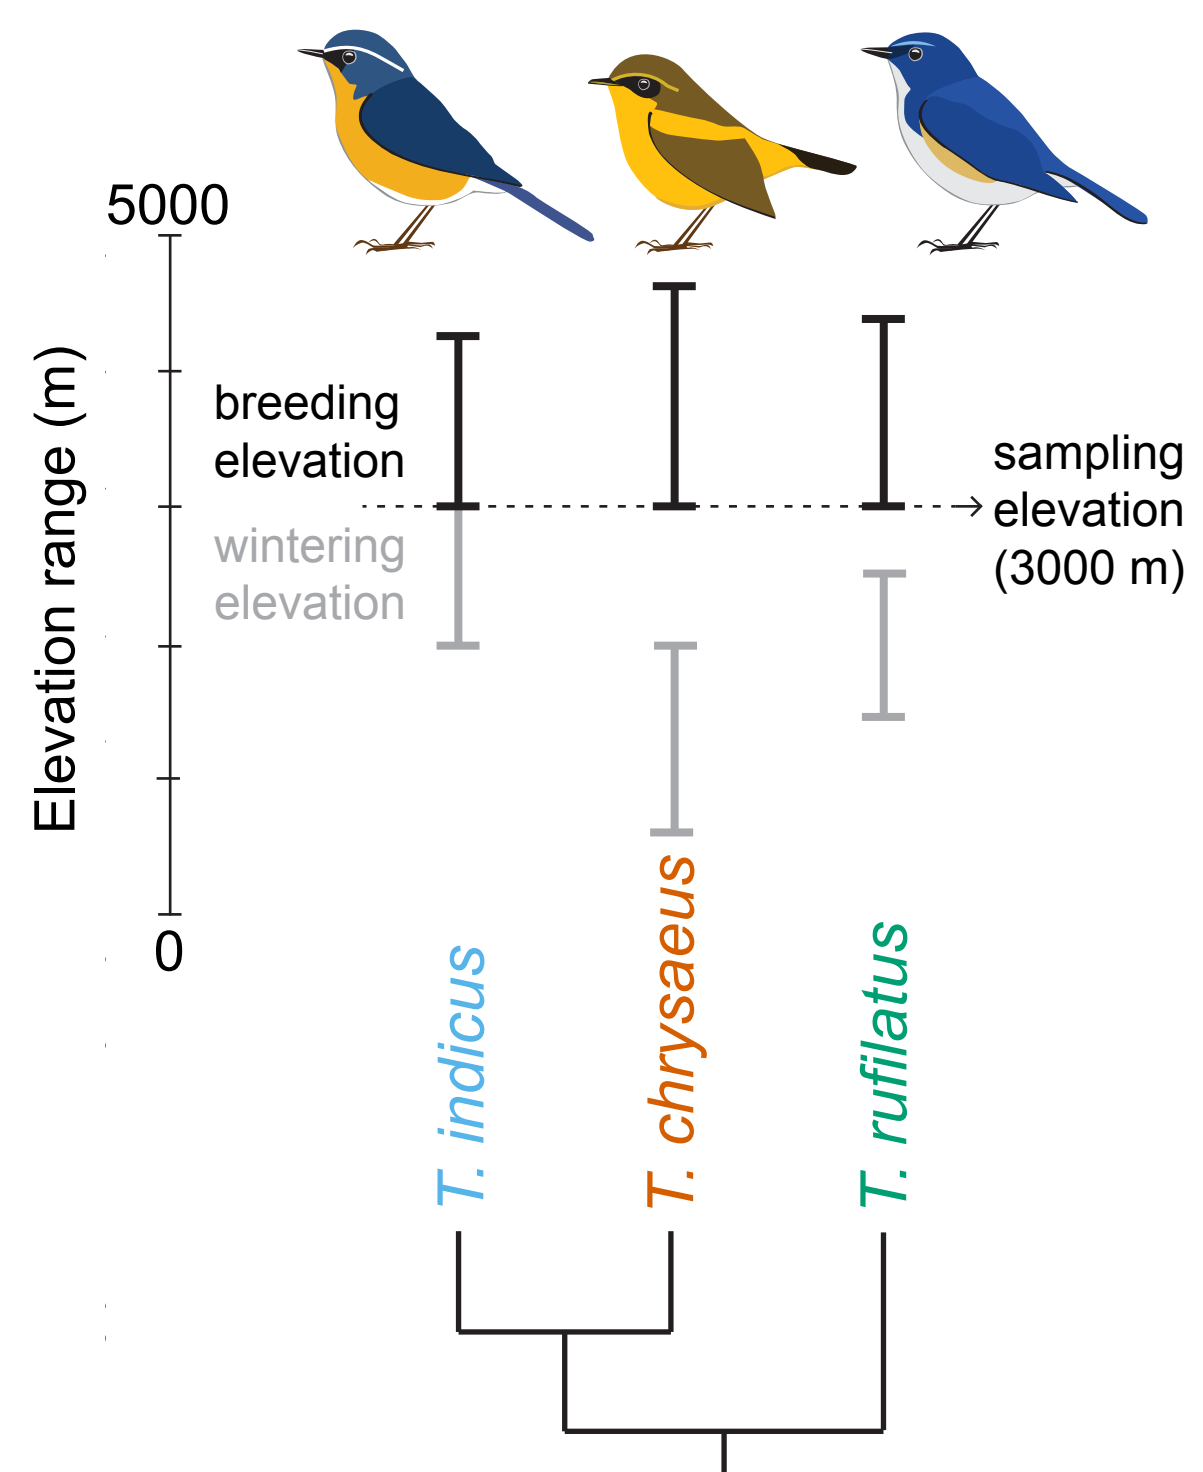 5000
Elevation range (m)
breeding
elevation
wintering
elevation
sampling
elevation
(3000 m)
0
T. indicus
T. chrysaeus
T. rufilatus